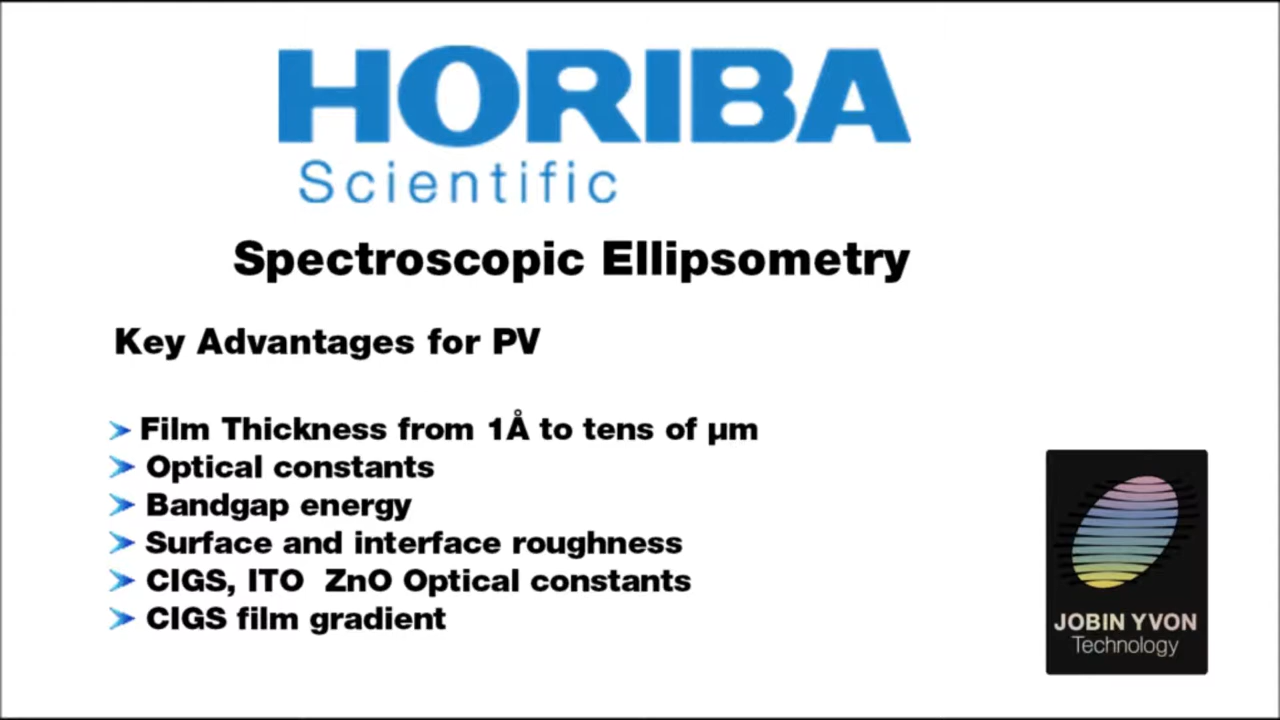 HORIBA
Scientific
Spectroscopic Ellipsometry
Key Advantages for PV
Film Thickness from 1Å to tens of µm
Optical constants
Bandgap energy
Surface and interface roughness
CIGS, ITO  ZnO Optical constants
CIGS film gradient
JOBIN YVON
Technology